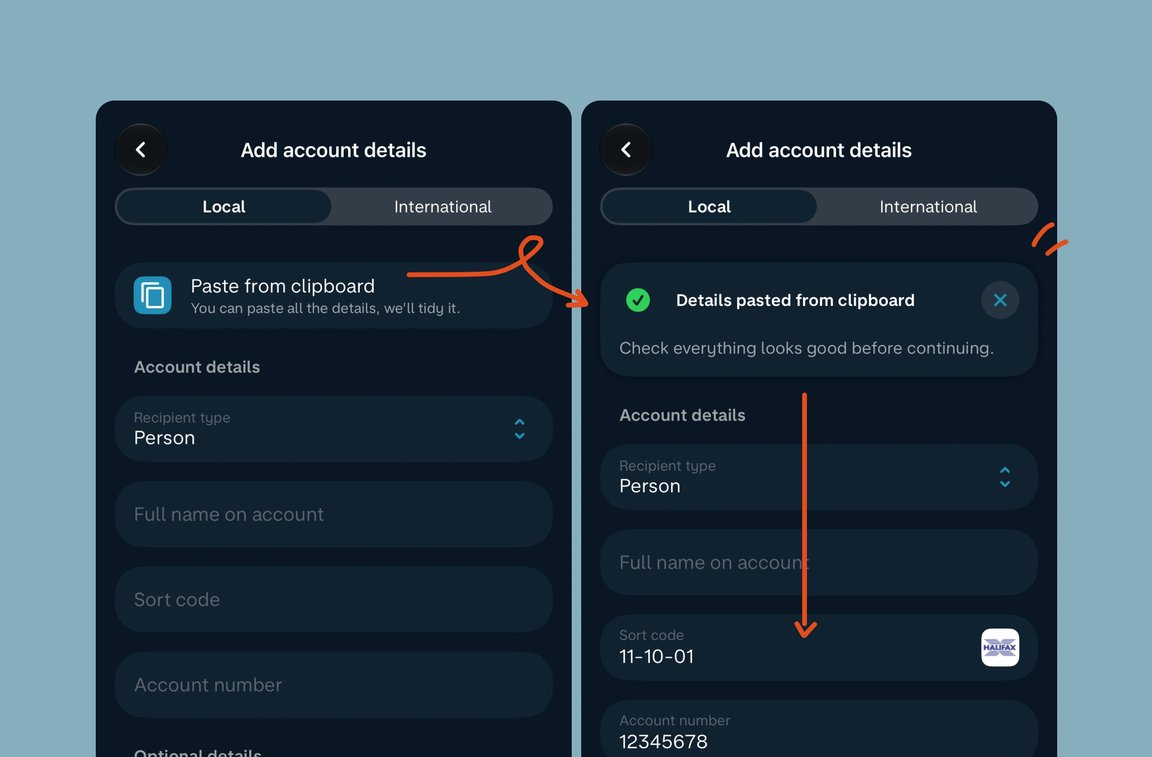 Add account details
Local
International
Paste from clipboard
You can paste all the details, we'll tidy it.
Account details
Recipient type
Person
Full name on account
Sort code
Account number
Optional details
Add account details
Local
International
Details pasted from clipboard
Check everything looks good before continuing.
Account details
Recipient type
Person
Full name on account
Sort code
11-10-01
HALIFAX
Account number
12345678